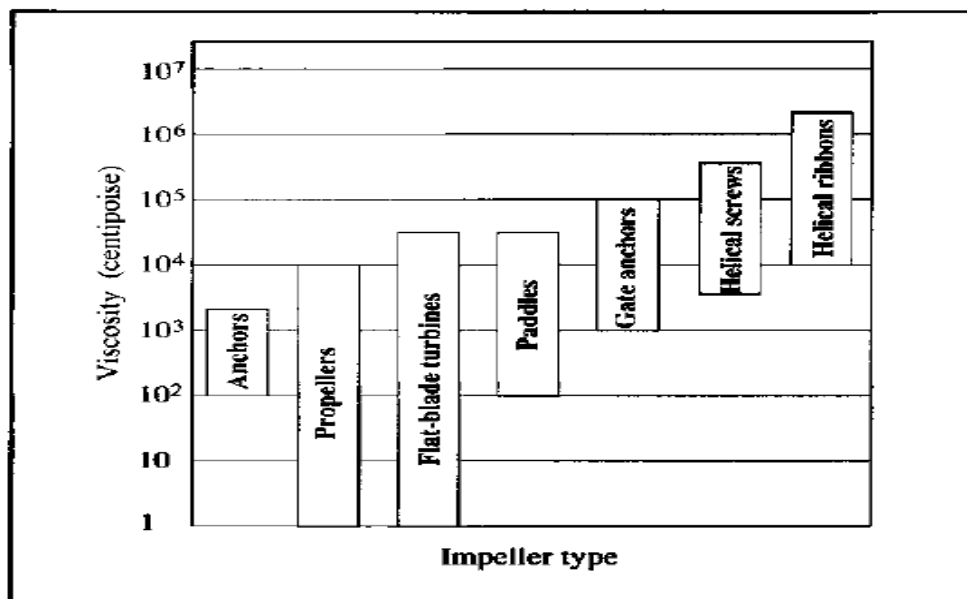 Viscosity (centipoise)
10⁷
10⁶
10⁵
10⁴
10³
10²
10
1
Anchors
Propellers
Flat-blade turbines
Paddles
Gate anchors
Helical screws
Helical ribbons
Impeller type